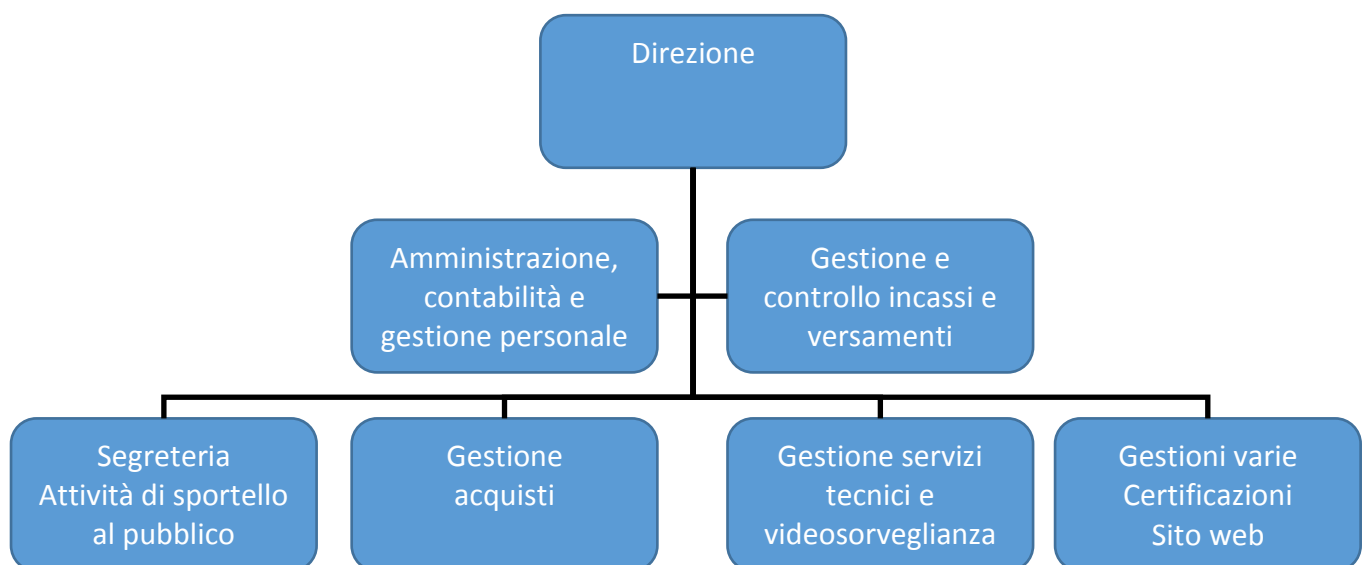 Direzione
Amministrazione,
contabilità e
gestione personale
Gestione e
controllo incassi e
versamenti
Segreteria
Attività di sportello
al pubblico
Gestione
acquisti
Gestione servizi
tecnici e
videosorveglianza
Gestioni varie
Certificazioni
Sito web